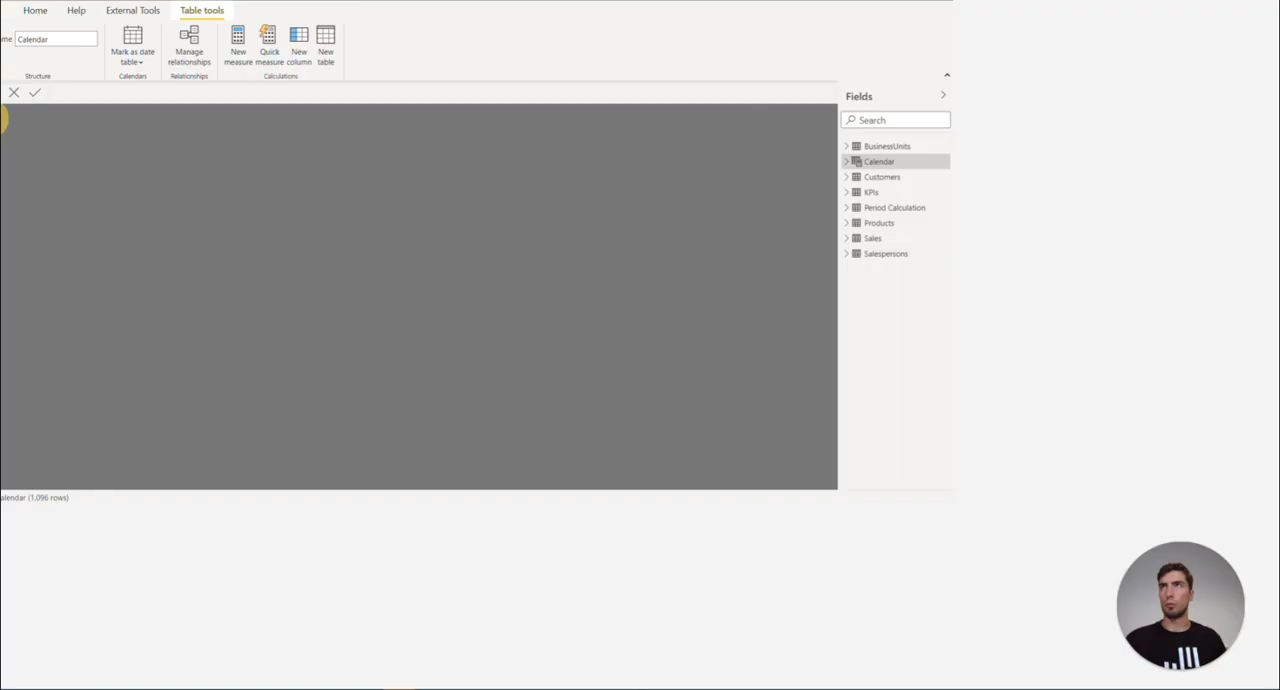 Home Help External Tools Table tools
me Calendar
Mark as date table
Manage relationships
New measure
Quick measure
New column
New table
Structure Calendars Relationships Calculations
Fields
Search
BusinessUnits
Calendar
Customers
KPIs
Period Calculation
Products
Sales
Salespersons
alendar (1,096 rows)